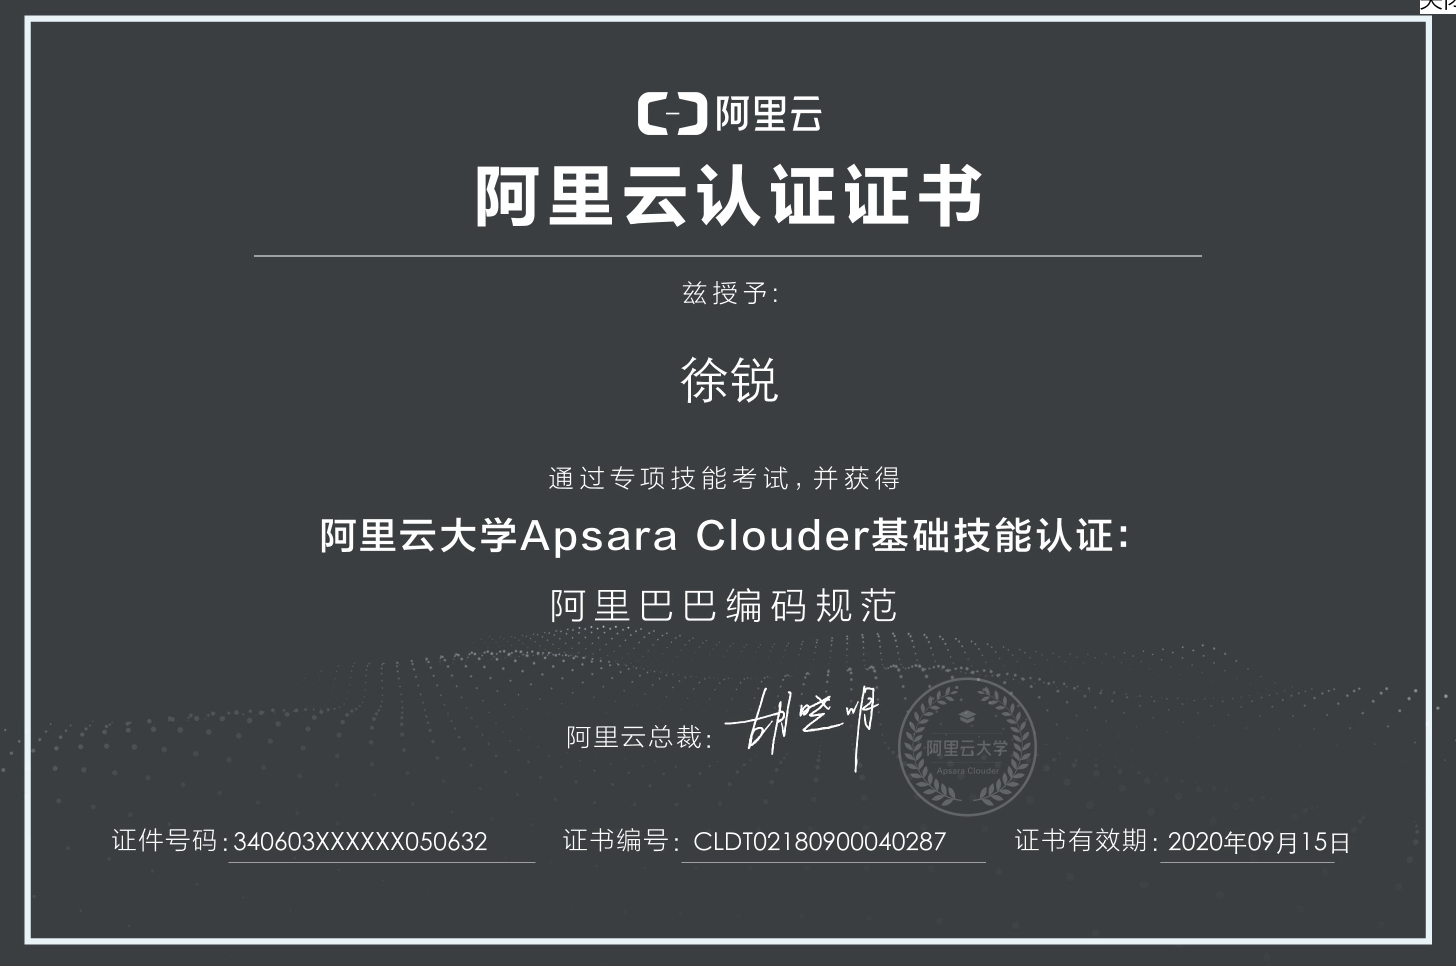 阿里云
阿里云认证证书
兹授予:
徐锐
通过专项技能考试,并获得
阿里云大学Apsara Clouder基础技能认证:
阿里巴巴编码规范
阿里云总裁: 胡晓明
阿里云大学
Apsara Clouder
证件号码:340603XXXXXX050632 证书编号: CLDT02180900040287 证书有效期: 2020年09月15日